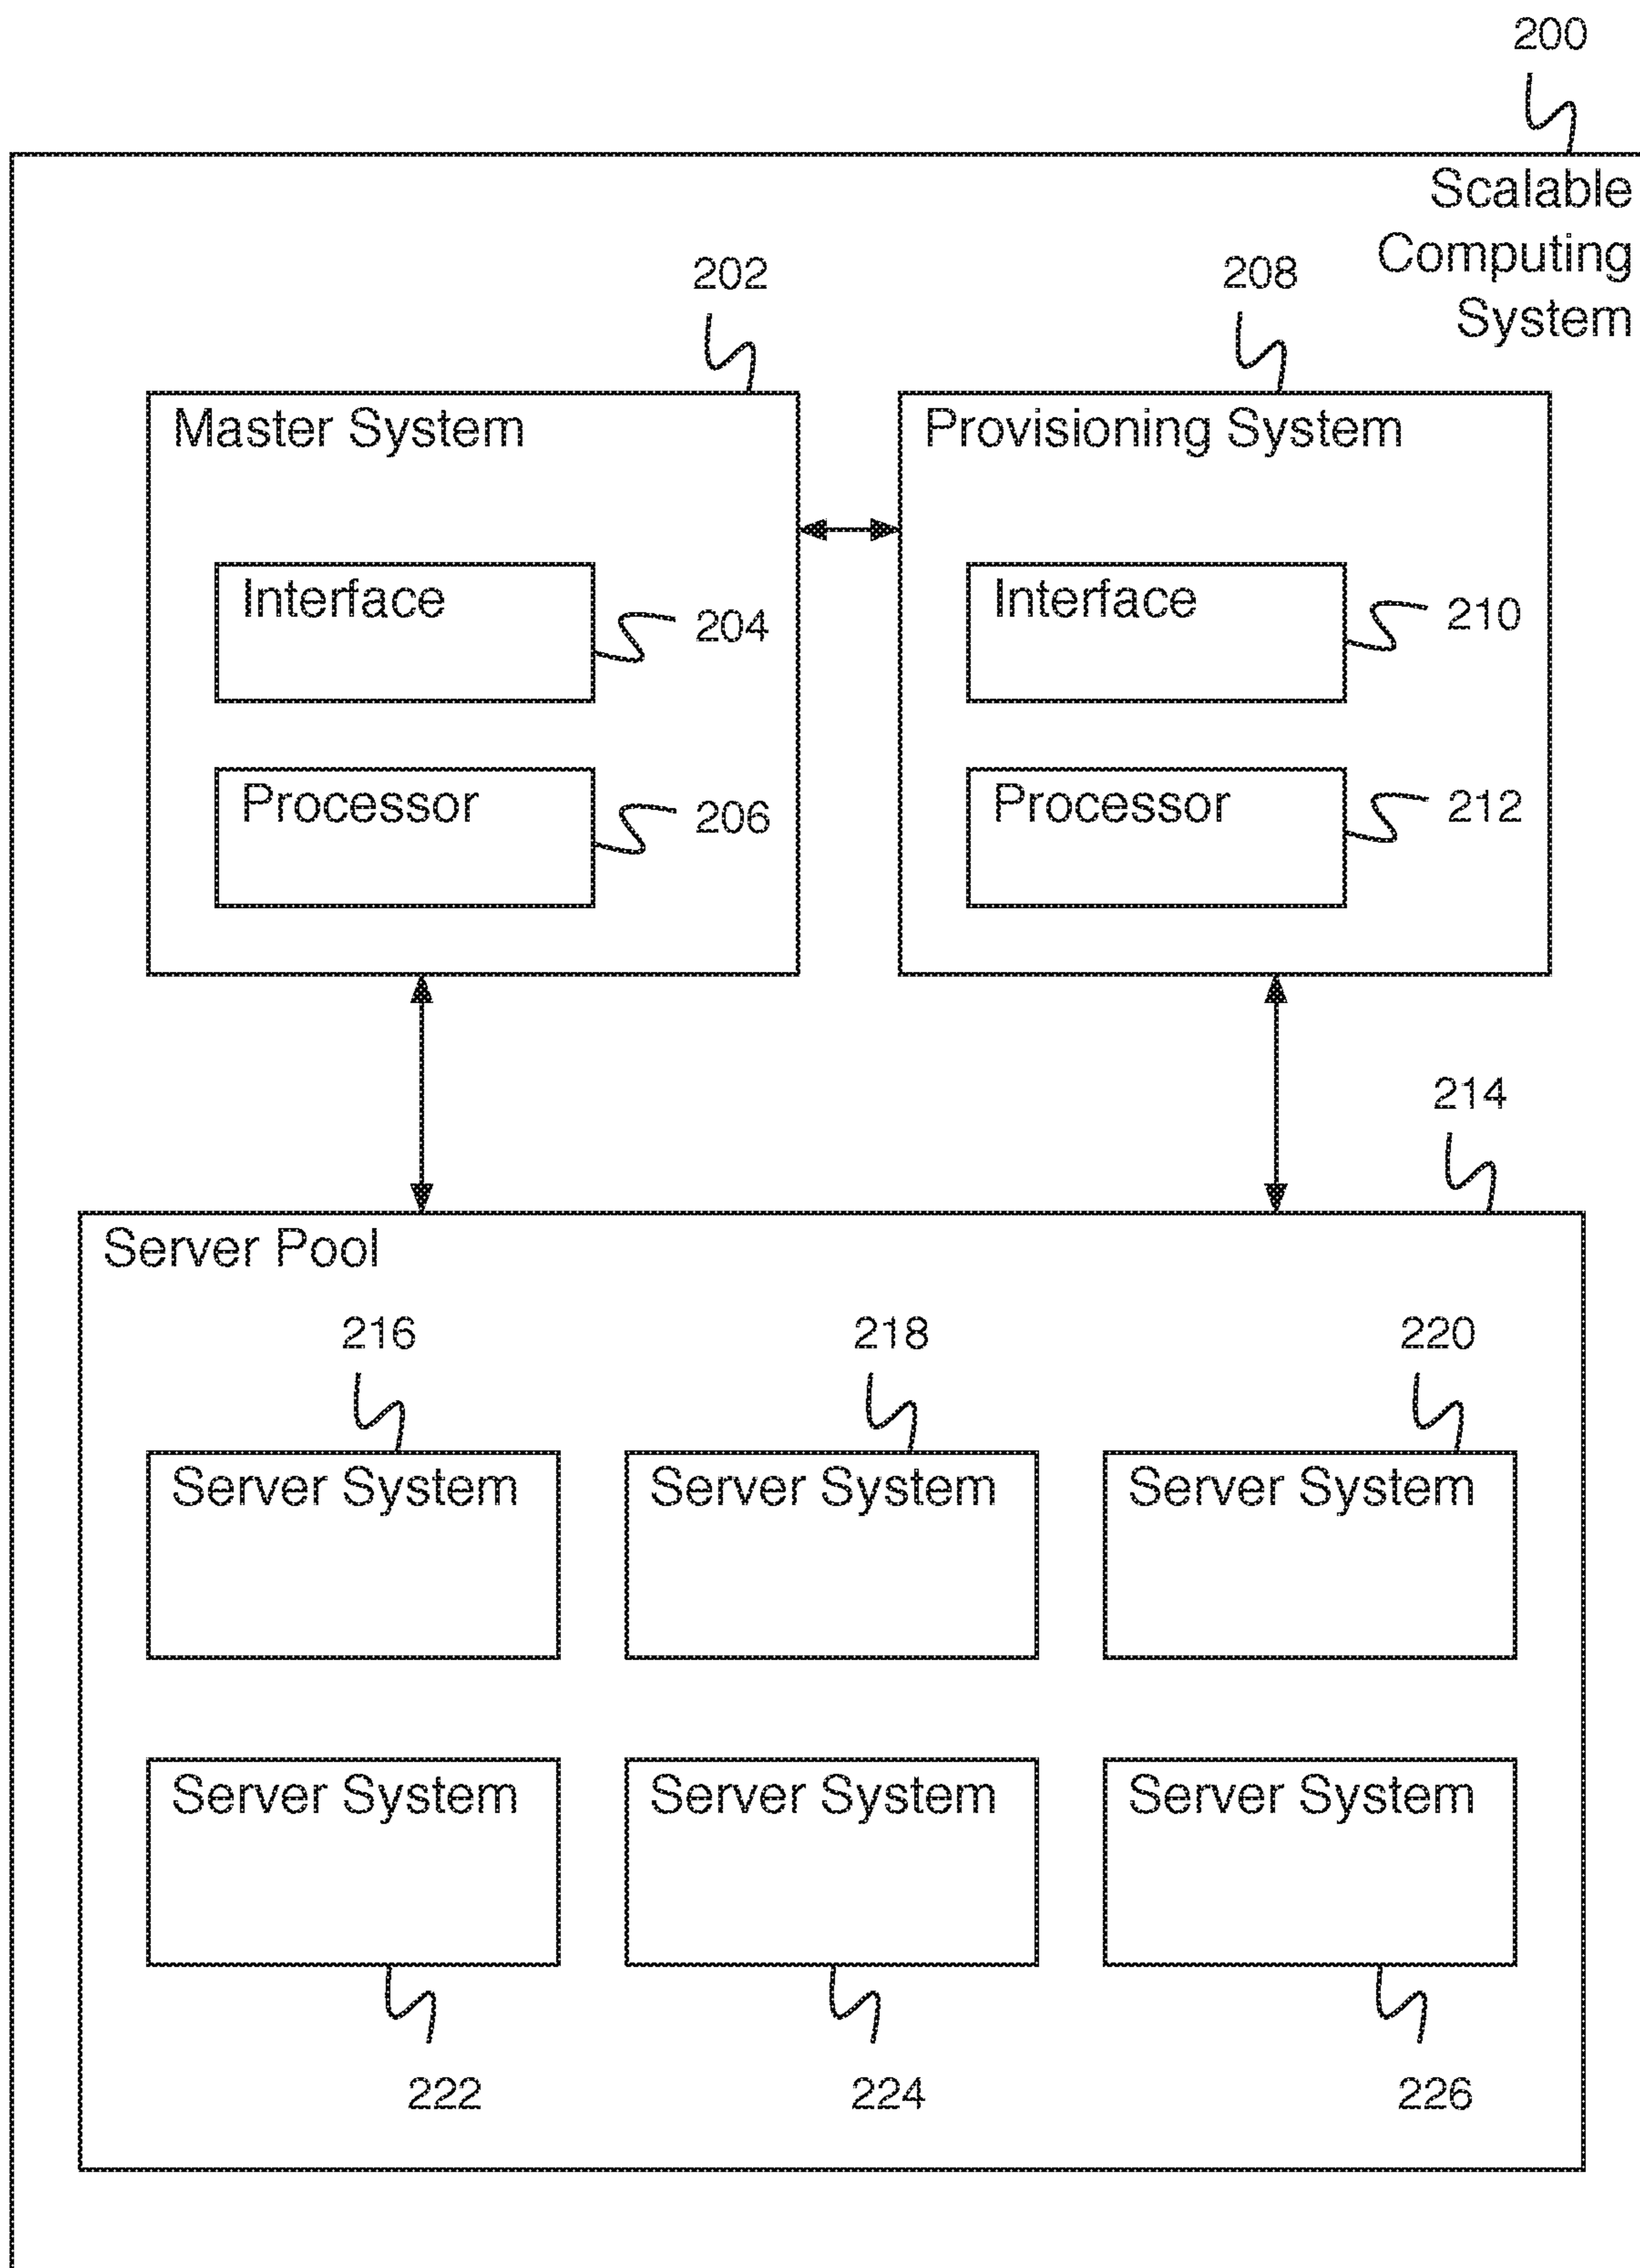 200
Scalable
Computing
System
202
208
Master System
Provisioning System
Interface
204
Interface
210
Processor
206
Processor
212
214
Server Pool
216
218
220
Server System
Server System
Server System
Server System
Server System
Server System
222
224
226